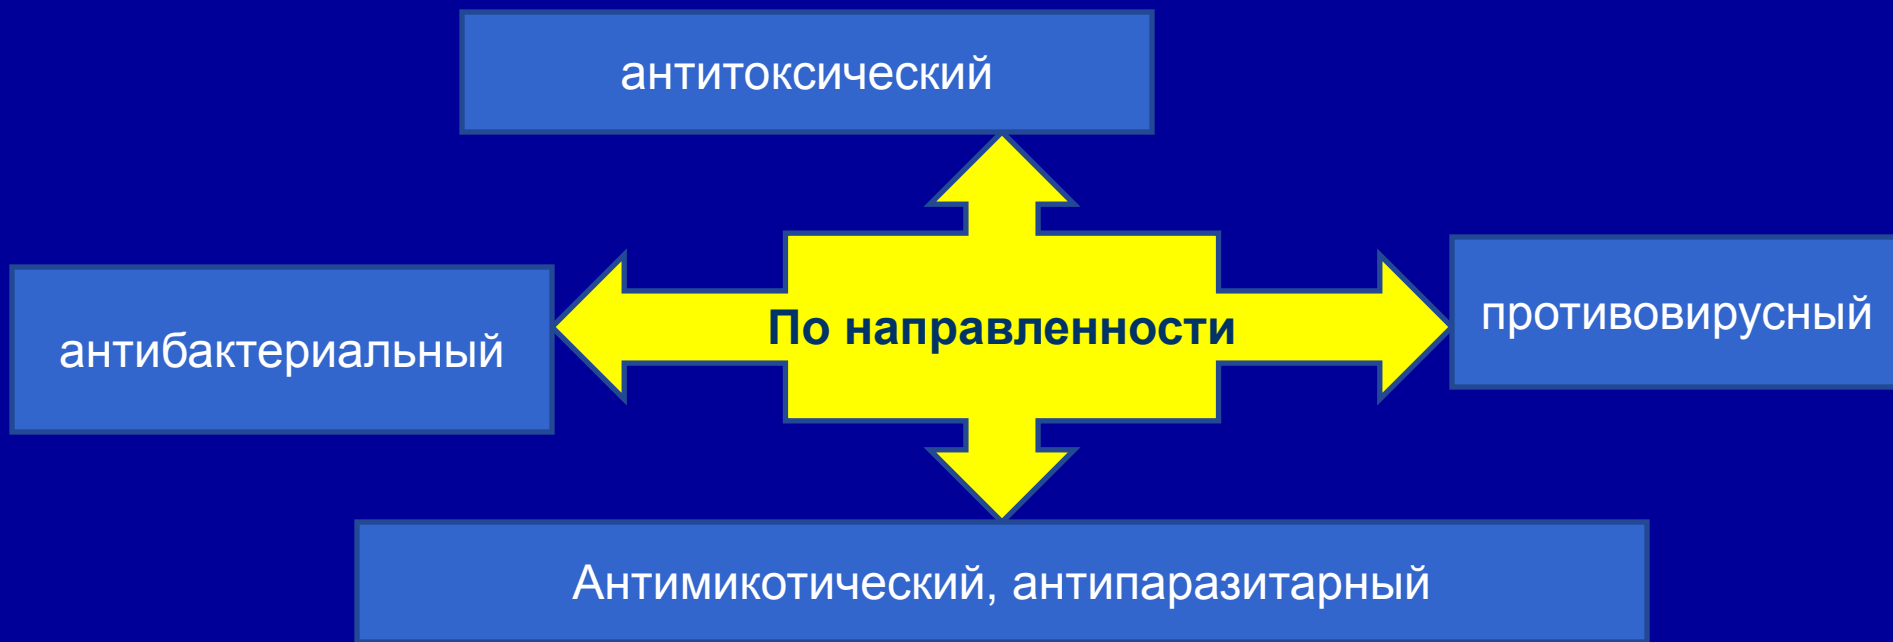 антитоксический
антибактериальный
По направленности
противовирусный
Антимикотический, антипаразитарный